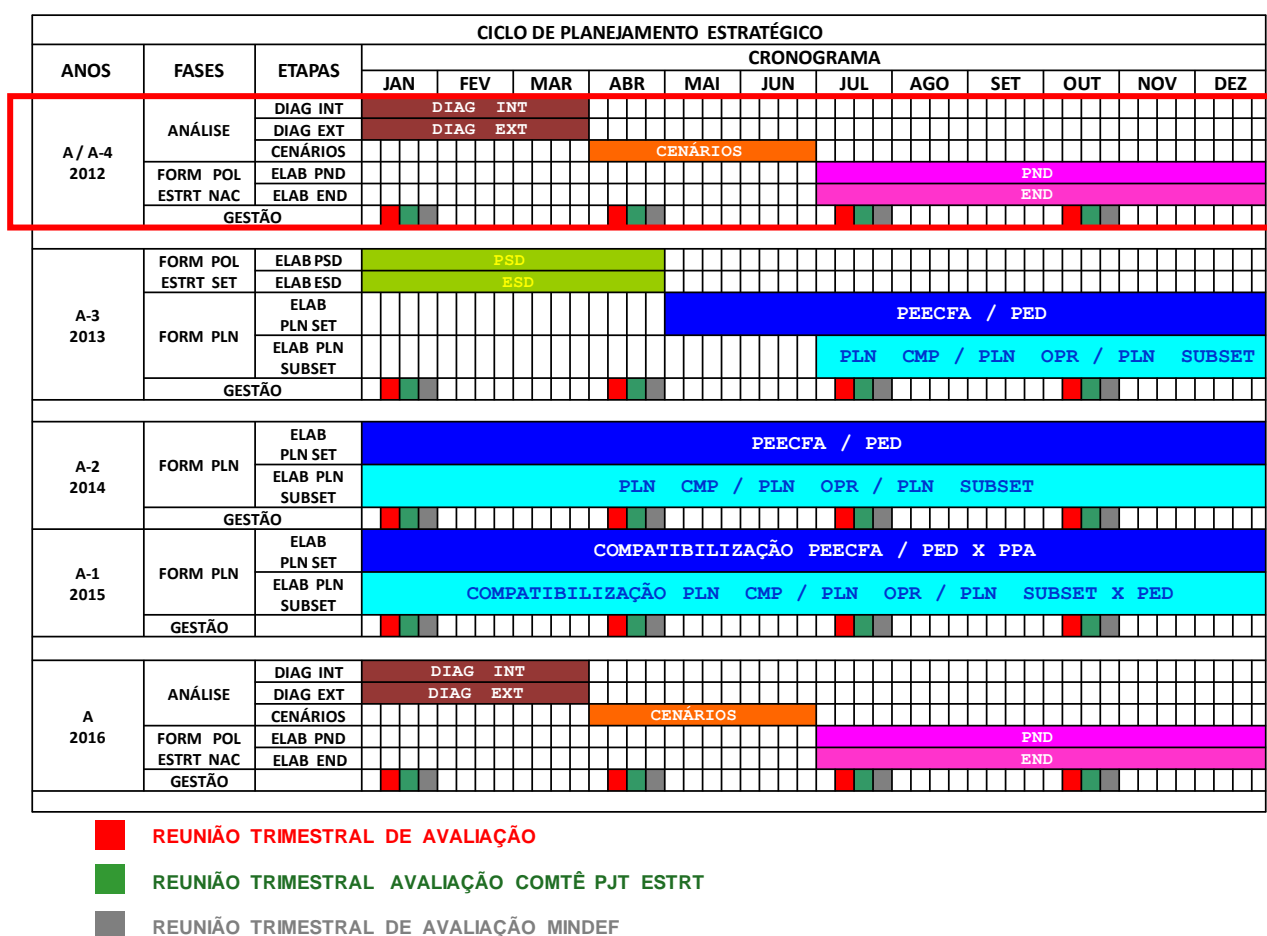 CICLO DE PLANEJAMENTO ESTRATÉGICO
ANOS FASES ETAPAS CRONOGRAMA
JAN FEV MAR ABR MAI JUN JUL AGO SET OUT NOV DEZ
A / A-4
2012
ANÁLISE
DIAG INT DIAG INT
DIAG EXT DIAG EXT
CENÁRIOS CENÁRIOS
FORM POL
ESTRT NAC
ELAB PND PND
ELAB END END
GESTÃO
A-3
2013
FORM POL
ESTRT SET
ELAB PSD PSD
ELAB ESD ESD
FORM PLN
ELAB
PLN SET
PEECFA / PED
ELAB PLN
SUBSET
PLN CMP / PLN OPR / PLN SUBSET
GESTÃO
A-2
2014
FORM PLN
ELAB
PLN SET
PEECFA / PED
ELAB PLN
SUBSET
PLN CMP / PLN OPR / PLN SUBSET
GESTÃO
A-1
2015
FORM PLN
ELAB
PLN SET
COMPATIBILIZAÇÃO PEECFA / PED X PPA
ELAB PLN
SUBSET
COMPATIBILIZAÇÃO PLN CMP / PLN OPR / PLN SUBSET X PED
GESTÃO
A
2016
ANÁLISE
DIAG INT DIAG INT
DIAG EXT DIAG EXT
CENÁRIOS CENÁRIOS
FORM POL
ESTRT NAC
ELAB PND PND
ELAB END END
GESTÃO
REUNIÃO TRIMESTRAL DE AVALIAÇÃO
REUNIÃO TRIMESTRAL AVALIAÇÃO COMTÊ PJT ESTRT
REUNIÃO TRIMESTRAL DE AVALIAÇÃO MINDEF